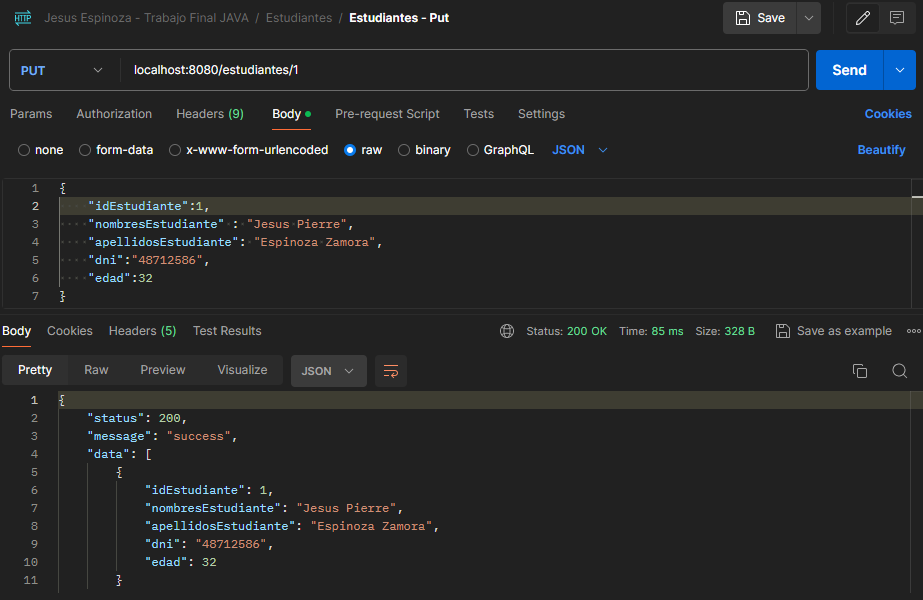 HTTP Jesus Espinoza - Trabajo Final JAVA / Estudiantes / Estudiantes - Put Save
PUT localhost:8080/estudiantes/1 Send
Params Authorization Headers (9) Body Pre-request Script Tests Settings Cookies
none form-data x-www-form-urlencoded raw binary GraphQL JSON Beautify
1 {
2 "idEstudiante":1,
3 "nombresEstudiante" : "Jesus Pierre",
4 "apellidosEstudiante": "Espinoza Zamora",
5 "dni":"48712586",
6 "edad":32
7 }
Body Cookies Headers (5) Test Results Status: 200 OK Time: 85 ms Size: 328 B Save as example
Pretty Raw Preview Visualize JSON
1 {
2 "status": 200,
3 "message": "success",
4 "data": [
5 {
6 "idEstudiante": 1,
7 "nombresEstudiante": "Jesus Pierre",
8 "apellidosEstudiante": "Espinoza Zamora",
9 "dni": "48712586",
10 "edad": 32
11 }